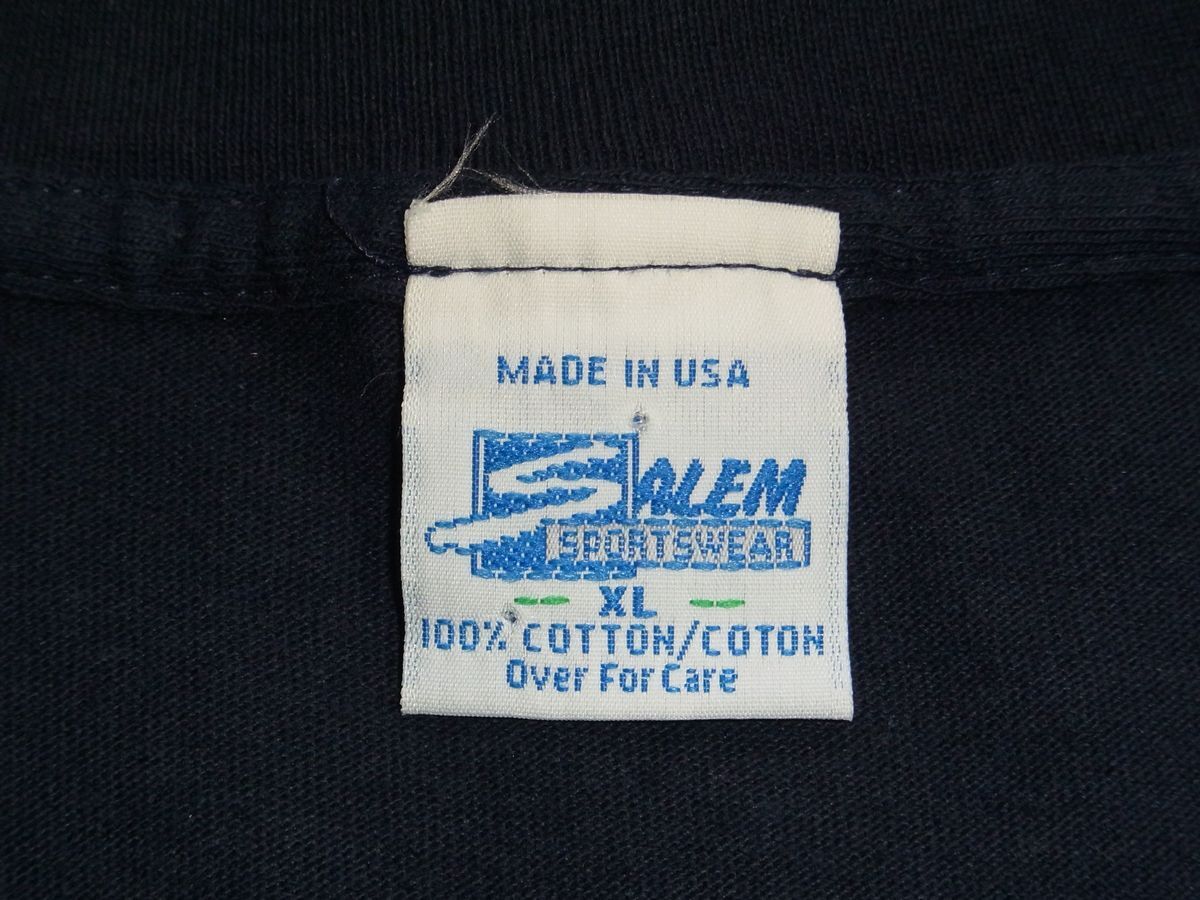 MADE IN USA
SALEM
SPORTSWEAR
XL
100% COTTON/COTON
Over For Care